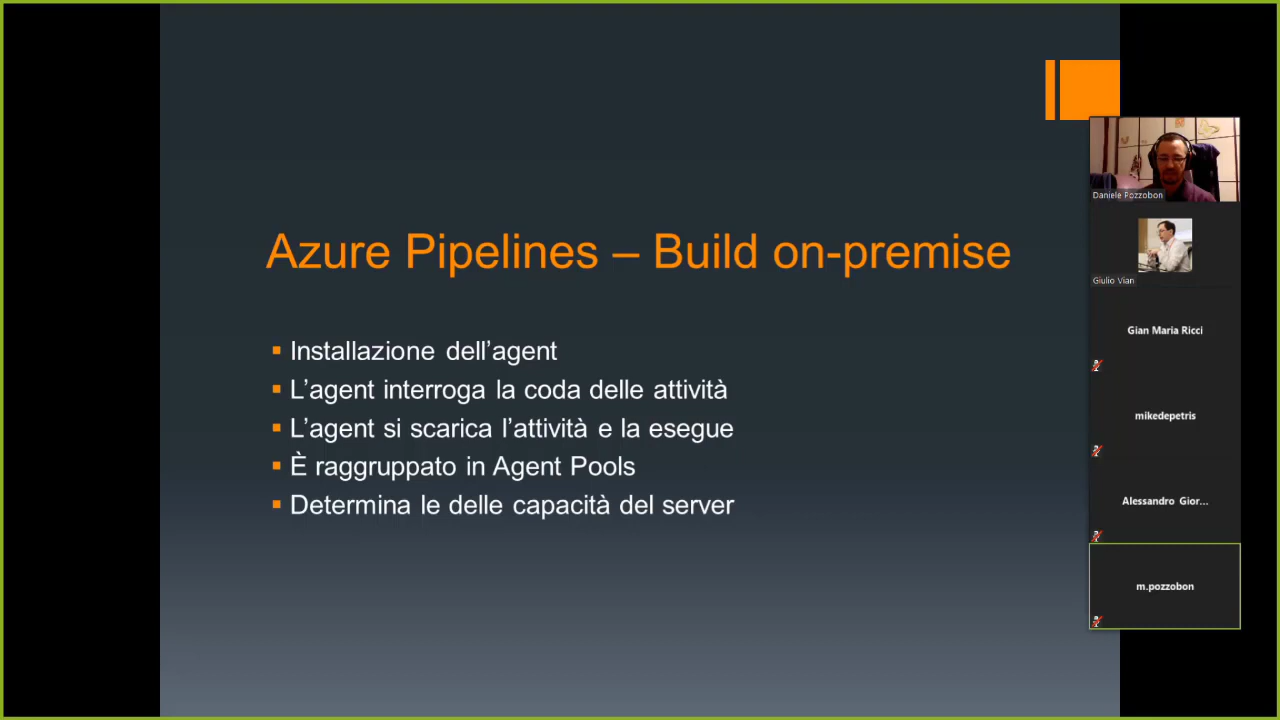 Azure Pipelines – Build on-premise
Installazione dell’agent
L’agent interroga la coda delle attività
L’agent si scarica l’attività e la esegue
È raggruppato in Agent Pools
Determina le delle capacità del server
Daniele Pozzobon
Giulio Vian
Gian Maria Ricci
mikedepetris
Alessandro Gior...
m.pozzobon